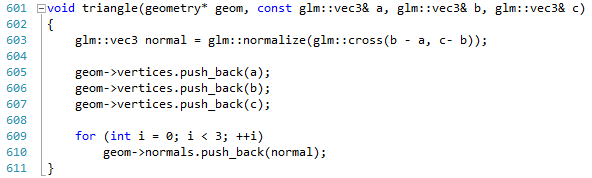 601 void triangle(geometry* geom, const glm::vec3& a, glm::vec3& b, glm::vec3& c)
602 {
603     glm::vec3 normal = glm::normalize(glm::cross(b - a, c- b));
604
605     geom->vertices.push_back(a);
606     geom->vertices.push_back(b);
607     geom->vertices.push_back(c);
608
609     for (int i = 0; i < 3; ++i)
610         geom->normals.push_back(normal);
611 }